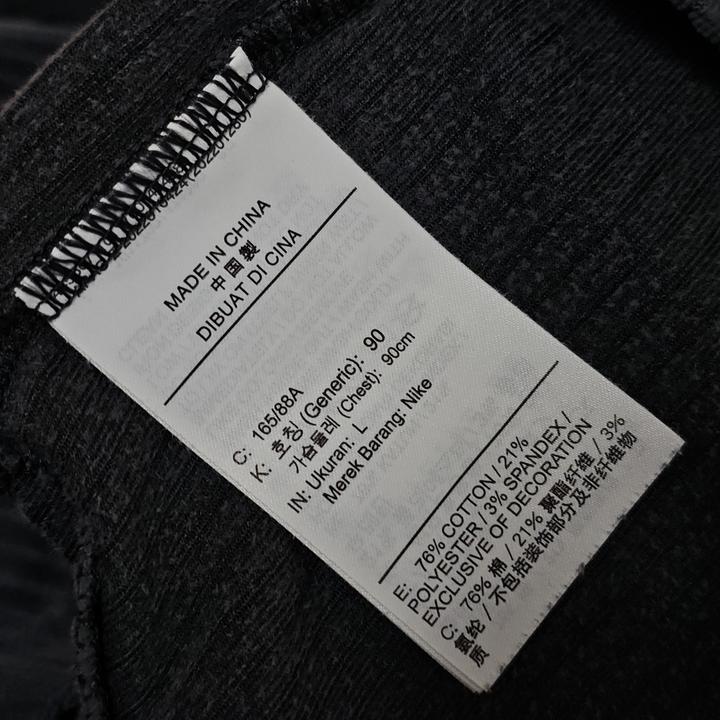 MADE IN CHINA
中国製
DIBUAT DI CINA
C: 165/88A
K: 호칭 (Generic): 90
가슴둘레 (Chest): 90cm
IN: Ukuran: L
Merek Barang: Nike
E: 76% COTTON / 21%
POLYESTER / 3% SPANDEX /
EXCLUSIVE OF DECORATION
C: 76% 棉 / 21% 聚酯纤维 / 3%
氨纶 / 不包括装饰部分及非纤维物
质